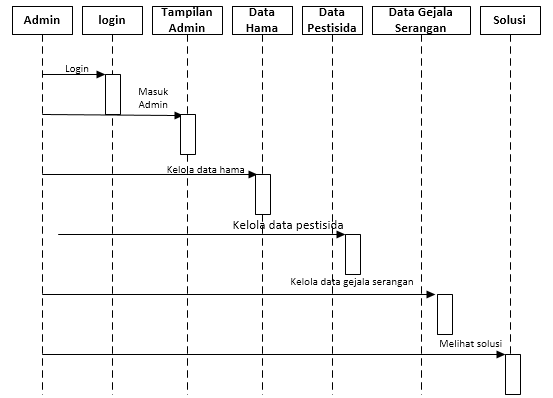 Admin
login
Tampilan
Admin
Data
Hama
Data
Pestisida
Data Gejala
Serangan
Solusi
Login
Masuk
Admin
Kelola data hama
Kelola data pestisida
Kelola data gejala serangan
Melihat solusi